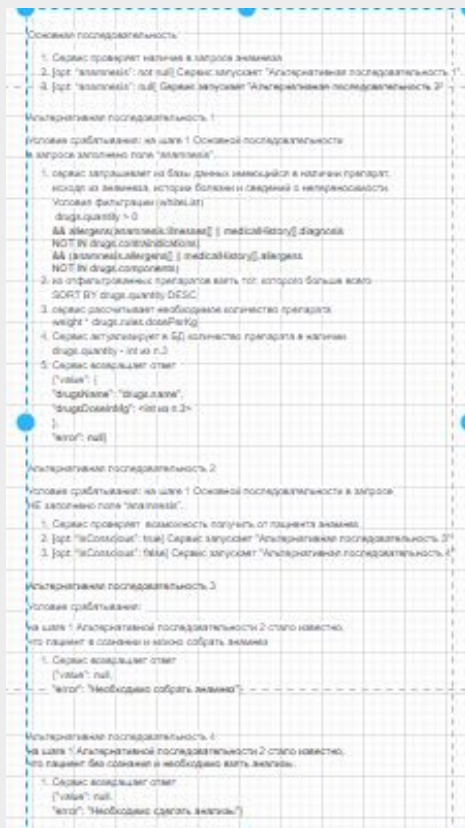 Основная последовательность
1. Сервис проверяет наличие в запросе анамнеза
2. [opt: "anamnesis": not null] Сервис запускает "Альтернативная последовательность 1".
3. [opt: "anamnesis": null] Сервис запускает "Альтернативная последовательность 2"
Альтернативная последовательность 1
Условие срабатывания: на шаге 1 Основной последовательности
в запросе заполнено поле "anamnesis".
1. сервис запрашивает из базы данных имеющийся в наличии препарат,
исходя из анамнеза, истории болезни и сведений о непереносимости.
Условия фильтрации (whiteList)
drugs.quantity > 0
&& allergens(anamnesis.illnesses[] || medicalHistory[].diagnosis
NOT IN drugs.contraindications)
&& (anamnesis.allergens[] || medicalHistory[].allergens
NOT IN drugs.components)
2. из отфильтрованных препаратов взять тот, которого больше всего
SORT BY drugs.quantity DESC
3. сервис рассчитывает необходимое количество препарата
weight * drugs.rules.dosePerKg
4. Сервис актуализирует в БД количество препарата в наличии
drugs.quantity - int из п.3
5. Сервис возвращает ответ
{"value": {
"drugsName": "drugs.name",
"drugsDoseInMg": <int из п.3>
},
"error": null}
Альтернативная последовательность 2
Условие срабатывания: на шаге 1 Основной последовательности в запросе
НЕ заполнено поле "anamnesis".
1. Сервис проверяет возможность получить от пациента анамнез
2. [opt: "isConscious": true] Сервис запускает "Альтернативная последовательность 3"
3. [opt: "isConscious": false] Сервис запускает "Альтернативная последовательность 4"
Альтернативная последовательность 3
Условие срабатывания:
на шаге 1 Альтернативной последовательности 2 стало известно,
что пациент в сознании и можно собрать анамнез
1. Сервис возвращает ответ
{"value": null,
"error": "Необходимо собрать анамнез"}
Альтернативная последовательность 4
на шаге 1 Альтернативной последовательности 2 стало известно,
что пациент без сознания и необходимо взять анализы.
1. Сервис возвращает ответ
{"value": null,
"error": "Необходимо сделать анализы"}